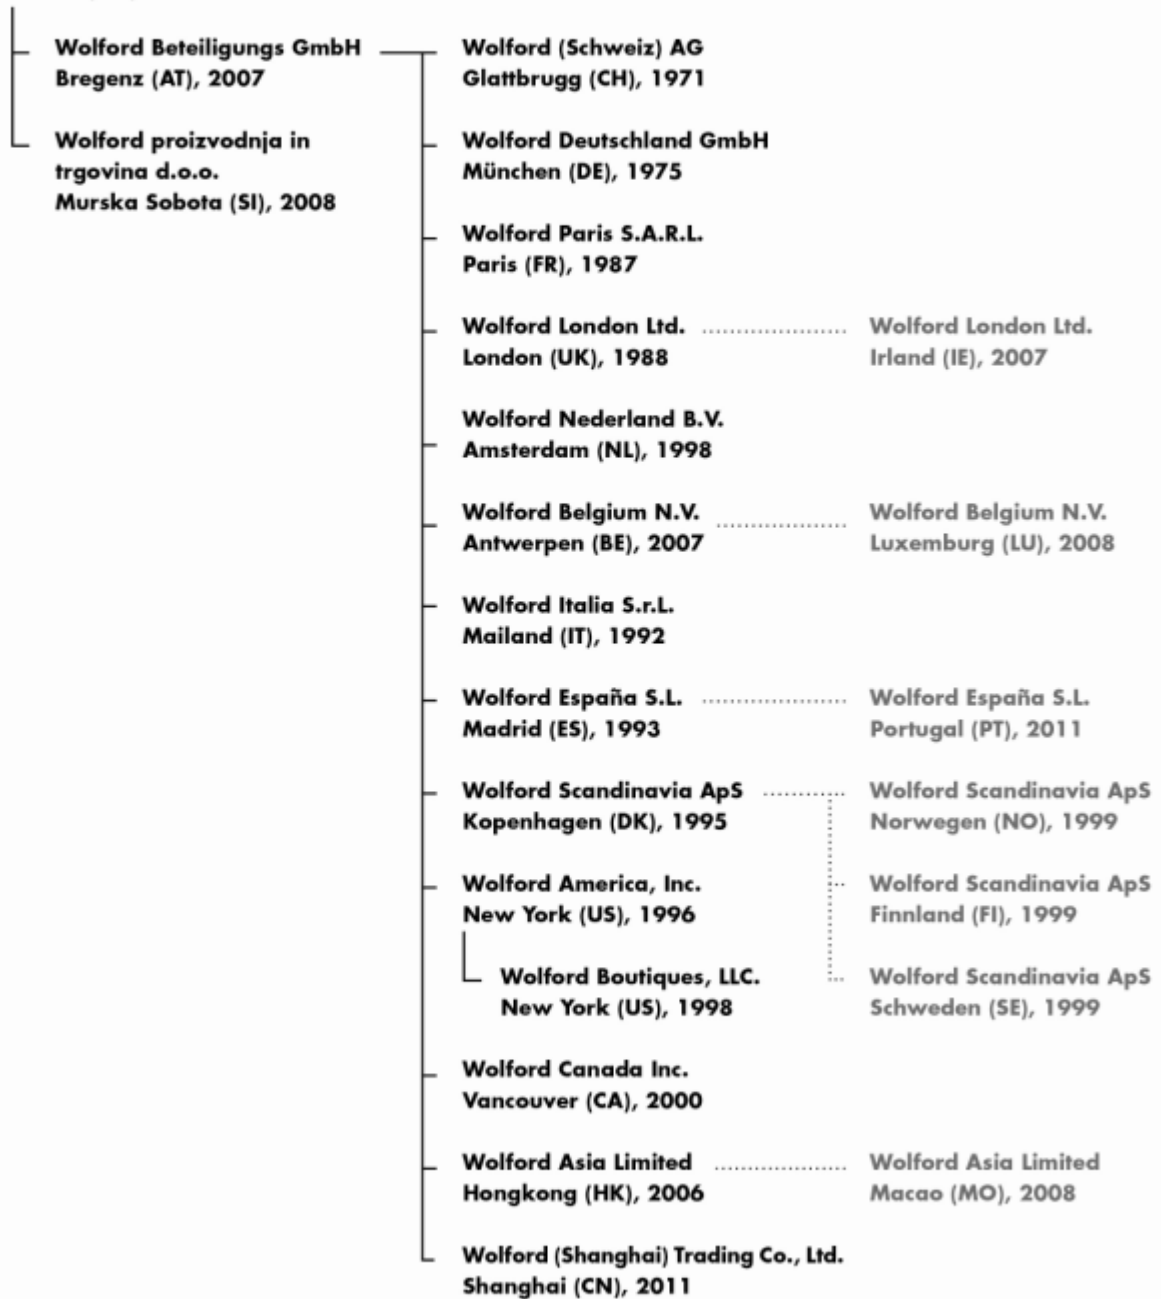 Wolford Beteiligungs GmbH
Bregenz (AT), 2007
Wolford proizvodnja in
trgovina d.o.o.
Murska Sobota (SI), 2008
Wolford (Schweiz) AG
Glattbrugg (CH), 1971
Wolford Deutschland GmbH
München (DE), 1975
Wolford Paris S.A.R.L.
Paris (FR), 1987
Wolford London Ltd.
London (UK), 1988
Wolford London Ltd.
Irland (IE), 2007
Wolford Nederland B.V.
Amsterdam (NL), 1998
Wolford Belgium N.V.
Antwerpen (BE), 2007
Wolford Belgium N.V.
Luxemburg (LU), 2008
Wolford Italia S.r.L.
Mailand (IT), 1992
Wolford España S.L.
Madrid (ES), 1993
Wolford España S.L.
Portugal (PT), 2011
Wolford Scandinavia ApS
Kopenhagen (DK), 1995
Wolford Scandinavia ApS
Norwegen (NO), 1999
Wolford America, Inc.
New York (US), 1996
Wolford Scandinavia ApS
Finnland (FI), 1999
Wolford Boutiques, LLC.
New York (US), 1998
Wolford Scandinavia ApS
Schweden (SE), 1999
Wolford Canada Inc.
Vancouver (CA), 2000
Wolford Asia Limited
Hongkong (HK), 2006
Wolford Asia Limited
Macao (MO), 2008
Wolford (Shanghai) Trading Co., Ltd.
Shanghai (CN), 2011